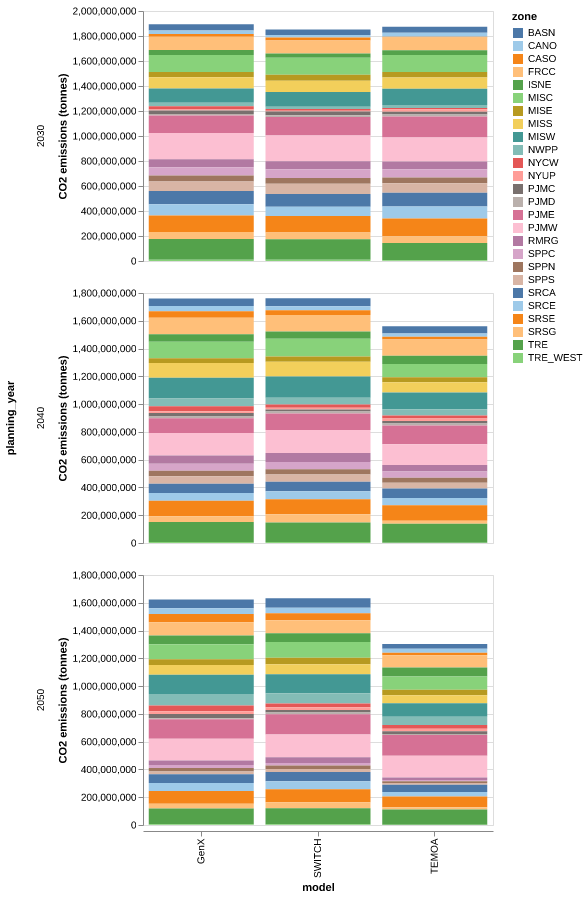 planning_year
2030
CO2 emissions (tonnes)
2,000,000,000
1,800,000,000
1,600,000,000
1,400,000,000
1,200,000,000
1,000,000,000
800,000,000
600,000,000
400,000,000
200,000,000
0
2040
CO2 emissions (tonnes)
1,800,000,000
1,600,000,000
1,400,000,000
1,200,000,000
1,000,000,000
800,000,000
600,000,000
400,000,000
200,000,000
0
2050
CO2 emissions (tonnes)
1,800,000,000
1,600,000,000
1,400,000,000
1,200,000,000
1,000,000,000
800,000,000
600,000,000
400,000,000
200,000,000
0
GenX
SWITCH
TEMOA
model
zone
BASN
CANO
CASO
FRCC
ISNE
MISC
MISE
MISS
MISW
NWPP
NYCW
NYUP
PJMC
PJMD
PJME
PJMW
RMRG
SPPC
SPPN
SPPS
SRCA
SRCE
SRSE
SRSG
TRE
TRE_WEST